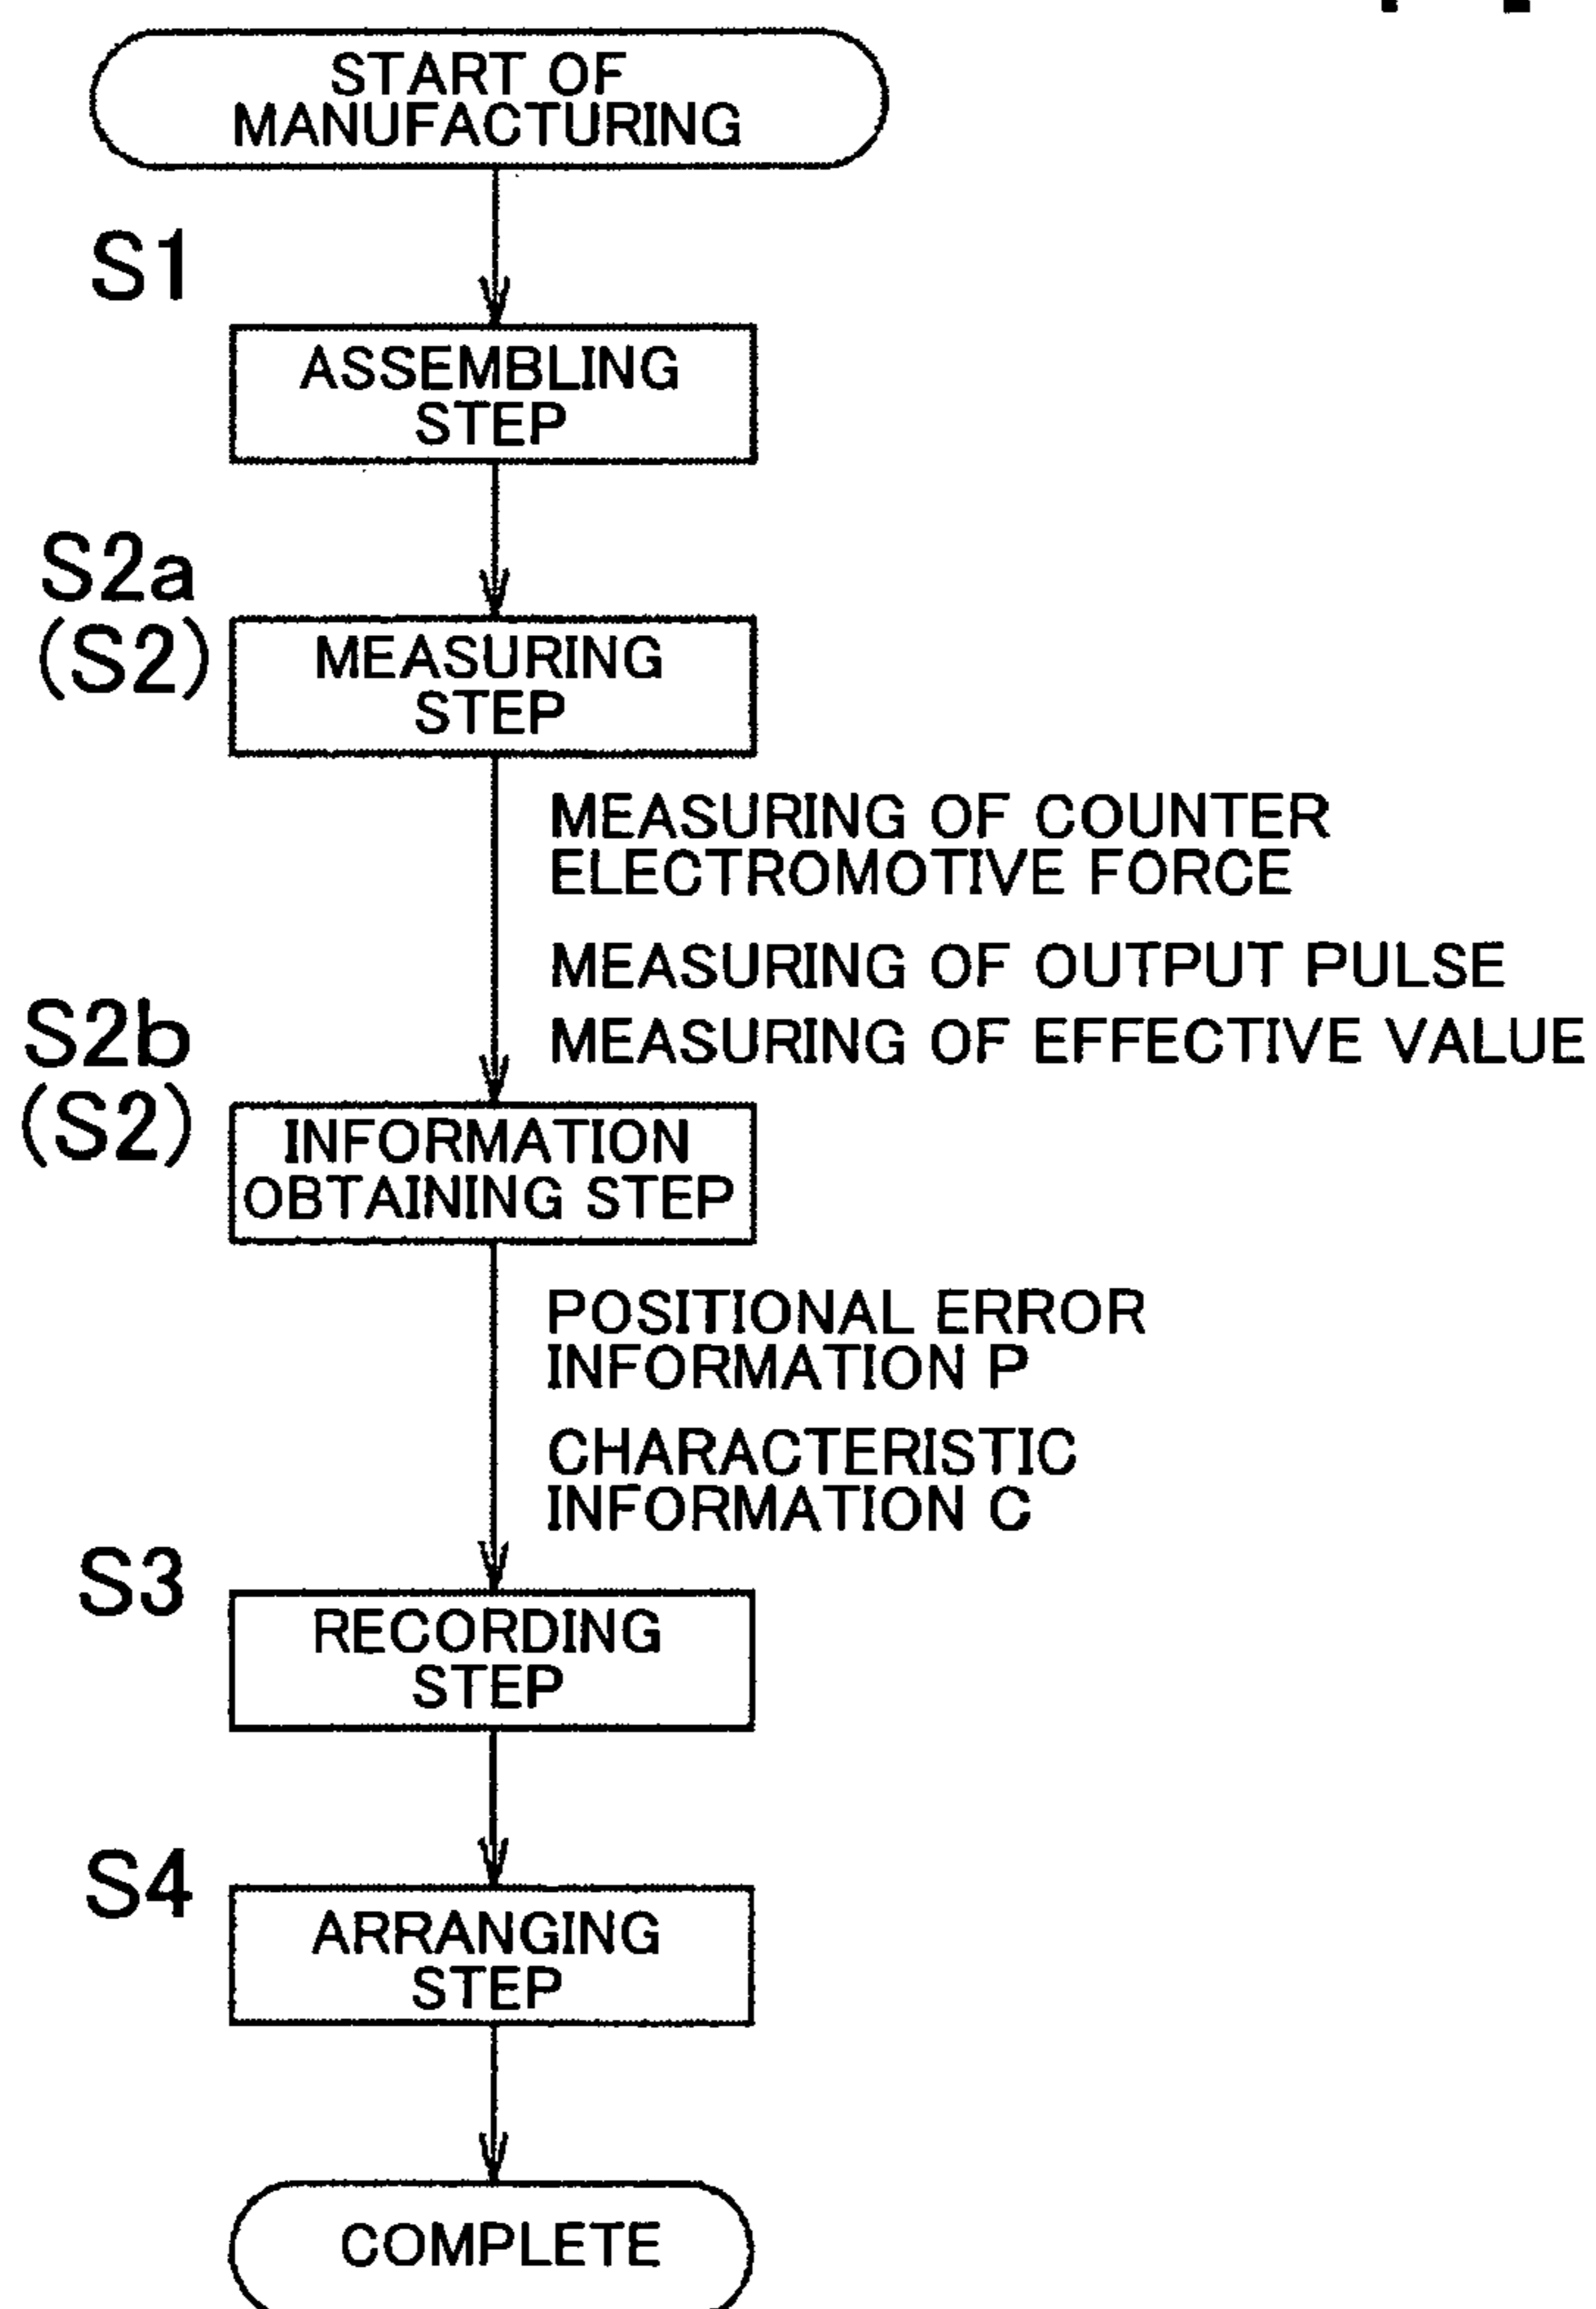 START OF
MANUFACTURING
S1
ASSEMBLING
STEP
S2a
(S2)
MEASURING
STEP
MEASURING OF COUNTER
ELECTROMOTIVE FORCE
MEASURING OF OUTPUT PULSE
MEASURING OF EFFECTIVE VALUE
S2b
(S2)
INFORMATION
OBTAINING STEP
POSITIONAL ERROR
INFORMATION P
CHARACTERISTIC
INFORMATION C
S3
RECORDING
STEP
S4
ARRANGING
STEP
COMPLETE